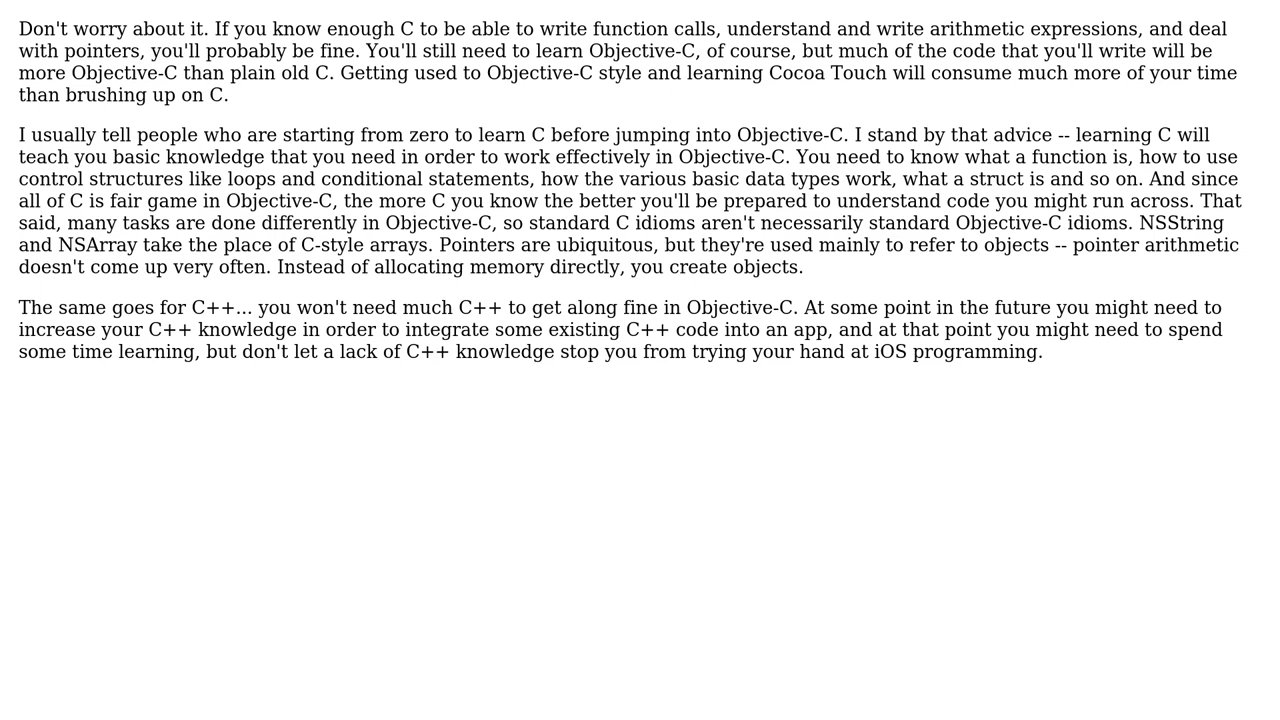 Don't worry about it. If you know enough C to be able to write function calls, understand and write arithmetic expressions, and deal
with pointers, you'll probably be fine. You'll still need to learn Objective-C, of course, but much of the code that you'll write will be
more Objective-C than plain old C. Getting used to Objective-C style and learning Cocoa Touch will consume much more of your time
than brushing up on C.
I usually tell people who are starting from zero to learn C before jumping into Objective-C. I stand by that advice -- learning C will
teach you basic knowledge that you need in order to work effectively in Objective-C. You need to know what a function is, how to use
control structures like loops and conditional statements, how the various basic data types work, what a struct is and so on. And since
all of C is fair game in Objective-C, the more C you know the better you'll be prepared to understand code you might run across. That
said, many tasks are done differently in Objective-C, so standard C idioms aren't necessarily standard Objective-C idioms. NSString
and NSArray take the place of C-style arrays. Pointers are ubiquitous, but they're used mainly to refer to objects -- pointer arithmetic
doesn't come up very often. Instead of allocating memory directly, you create objects.
The same goes for C++... you won't need much C++ to get along fine in Objective-C. At some point in the future you might need to
increase your C++ knowledge in order to integrate some existing C++ code into an app, and at that point you might need to spend
some time learning, but don't let a lack of C++ knowledge stop you from trying your hand at iOS programming.